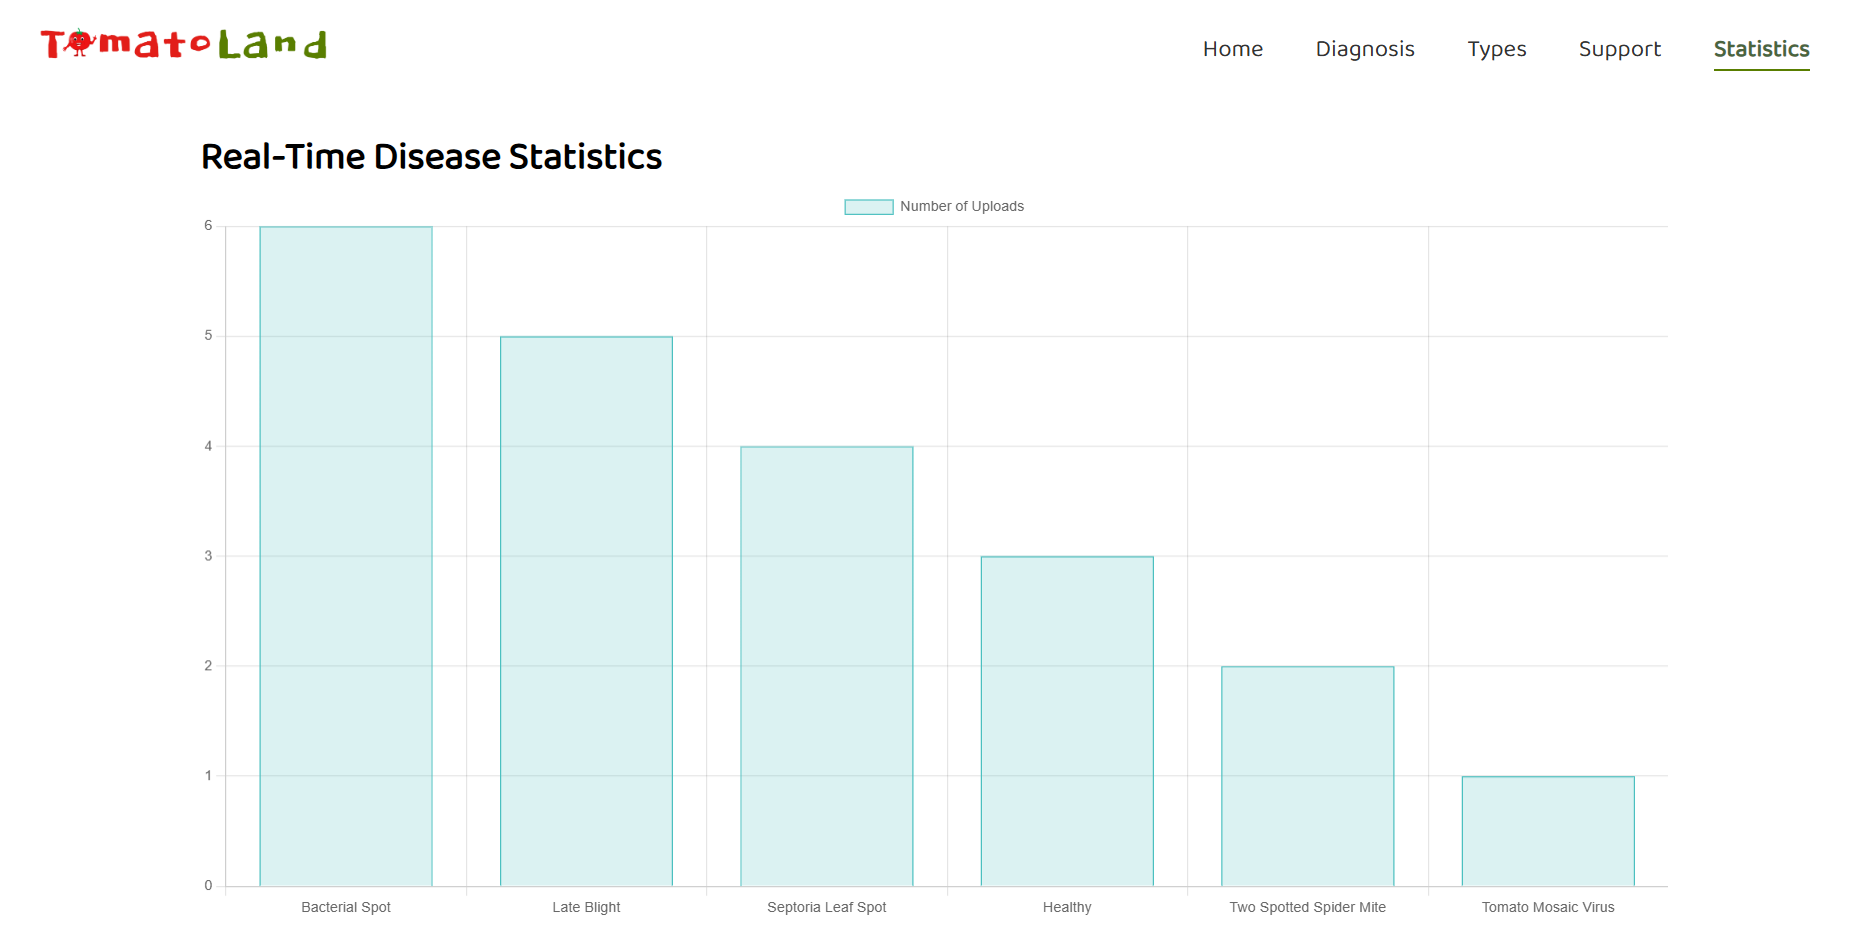 TomatoLand
Home Diagnosis Types Support Statistics
Real-Time Disease Statistics
Number of Uploads
6
5
4
3
2
1
0
Bacterial Spot Late Blight Septoria Leaf Spot Healthy Two Spotted Spider Mite Tomato Mosaic Virus